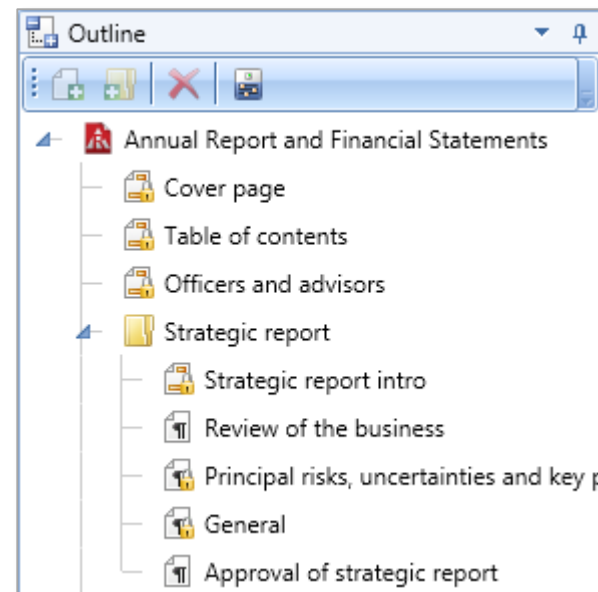 Outline
Annual Report and Financial Statements
Cover page
Table of contents
Officers and advisors
Strategic report
Strategic report intro
Review of the business
Principal risks, uncertainties and key
General
Approval of strategic report